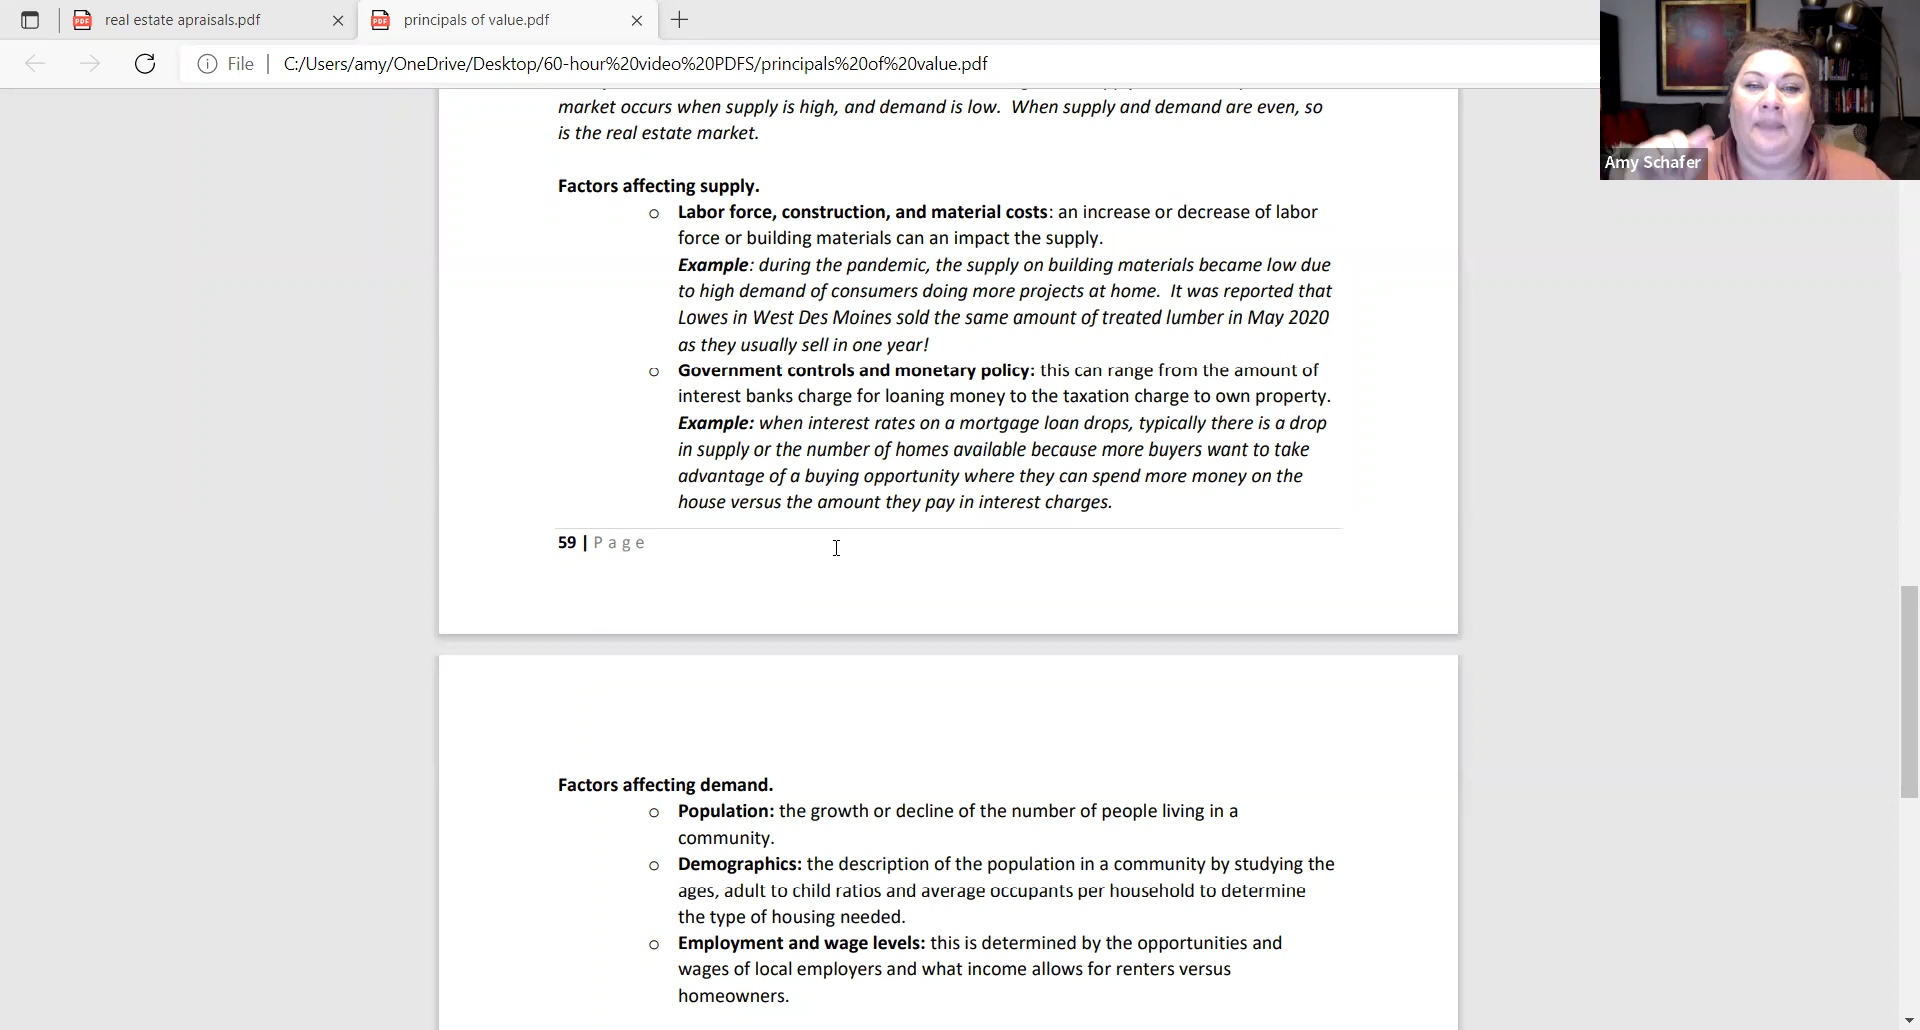 real estate apraisals.pdf
principals of value.pdf
File
C:/Users/amy/OneDrive/Desktop/60-hour%20video%20PDFS/principals%20of%20value.pdf
Amy Schafer
market occurs when supply is high, and demand is low. When supply and demand are even, so
is the real estate market.
Factors affecting supply.
o Labor force, construction, and material costs: an increase or decrease of labor
force or building materials can an impact the supply.
Example: during the pandemic, the supply on building materials became low due
to high demand of consumers doing more projects at home. It was reported that
Lowes in West Des Moines sold the same amount of treated lumber in May 2020
as they usually sell in one year!
o Government controls and monetary policy: this can range from the amount of
interest banks charge for loaning money to the taxation charge to own property.
Example: when interest rates on a mortgage loan drops, typically there is a drop
in supply or the number of homes available because more buyers want to take
advantage of a buying opportunity where they can spend more money on the
house versus the amount they pay in interest charges.
59 | Page
Factors affecting demand.
o Population: the growth or decline of the number of people living in a
community.
o Demographics: the description of the population in a community by studying the
ages, adult to child ratios and average occupants per household to determine
the type of housing needed.
o Employment and wage levels: this is determined by the opportunities and
wages of local employers and what income allows for renters versus
homeowners.